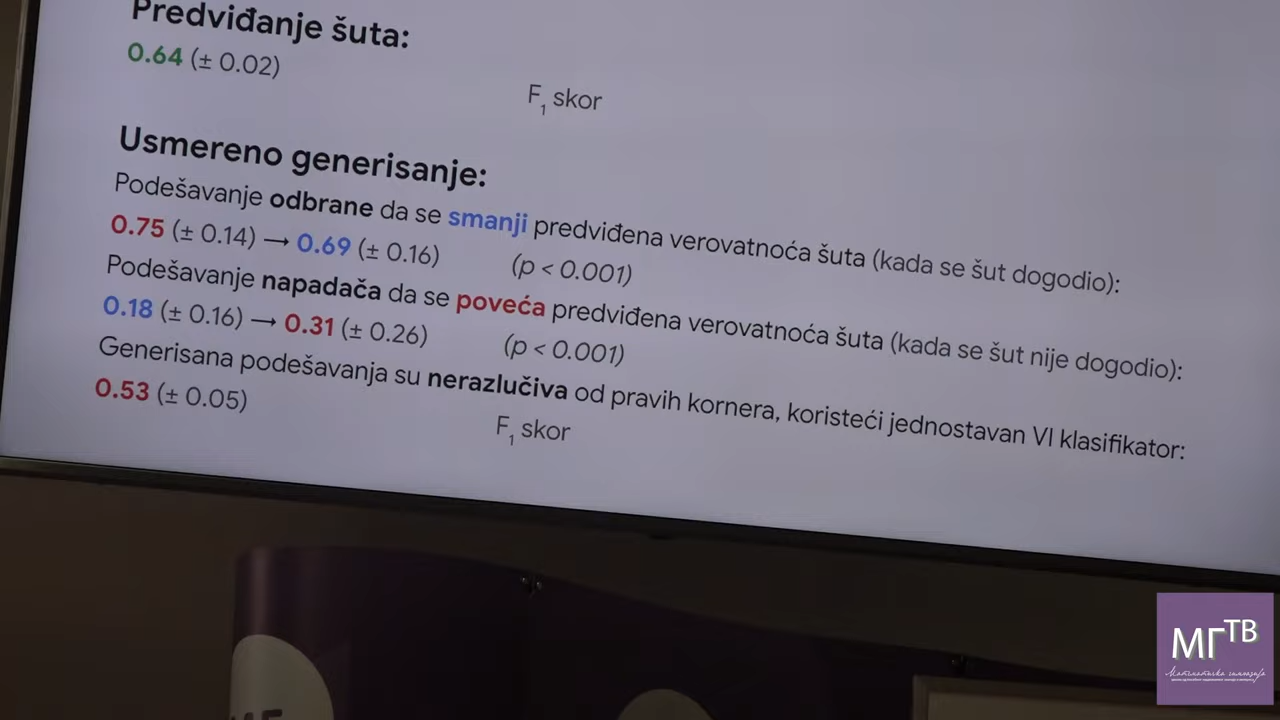 Predviđanje šuta:
0.64 (± 0.02)
F1 skor
Usmereno generisanje:
Podešavanje odbrane da se smanji predviđena verovatnoća šuta (kada se šut dogodio):
0.75 (± 0.14) → 0.69 (± 0.16) (p < 0.001)
Podešavanje napadača da se poveća predviđena verovatnoća šuta (kada se šut nije dogodio):
0.18 (± 0.16) → 0.31 (± 0.26) (p < 0.001)
Generisana podešavanja su nerazlučiva od pravih kornera, koristeći jednostavan VI klasifikator:
0.53 (± 0.05)
F1 skor
МГТВ
Математичка гимназија